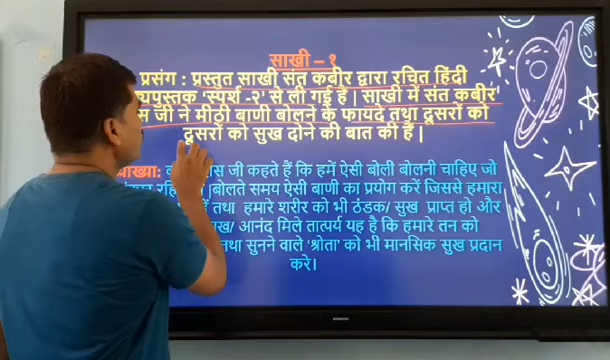 साखी – १
प्रसंग : प्रस्तुत साखी संत कबीर द्वारा रचित हिंदी
‘स्पर्श -२’ से ली गई है | साखी में संत कबीर
जी ने मीठी बाणी बोलने के फायदे तथा दूसरों को
दूसरों को सुख दोने की बात की हैं |
जी कहते हैं कि हमें ऐसी बोली बोलनी चाहिए जो
बोलते समय ऐसी बाणी का प्रयोग करें जिससे हमारा
तथा हमारे शरीर को भी ठंडक/ सुख प्राप्त हो और
आनंद मिले तात्पर्य यह है कि हमारे तन को
तथा सुनने वाले ‘श्रोता’ को भी मानसिक सुख प्रदान
करे।
SAMSUNG